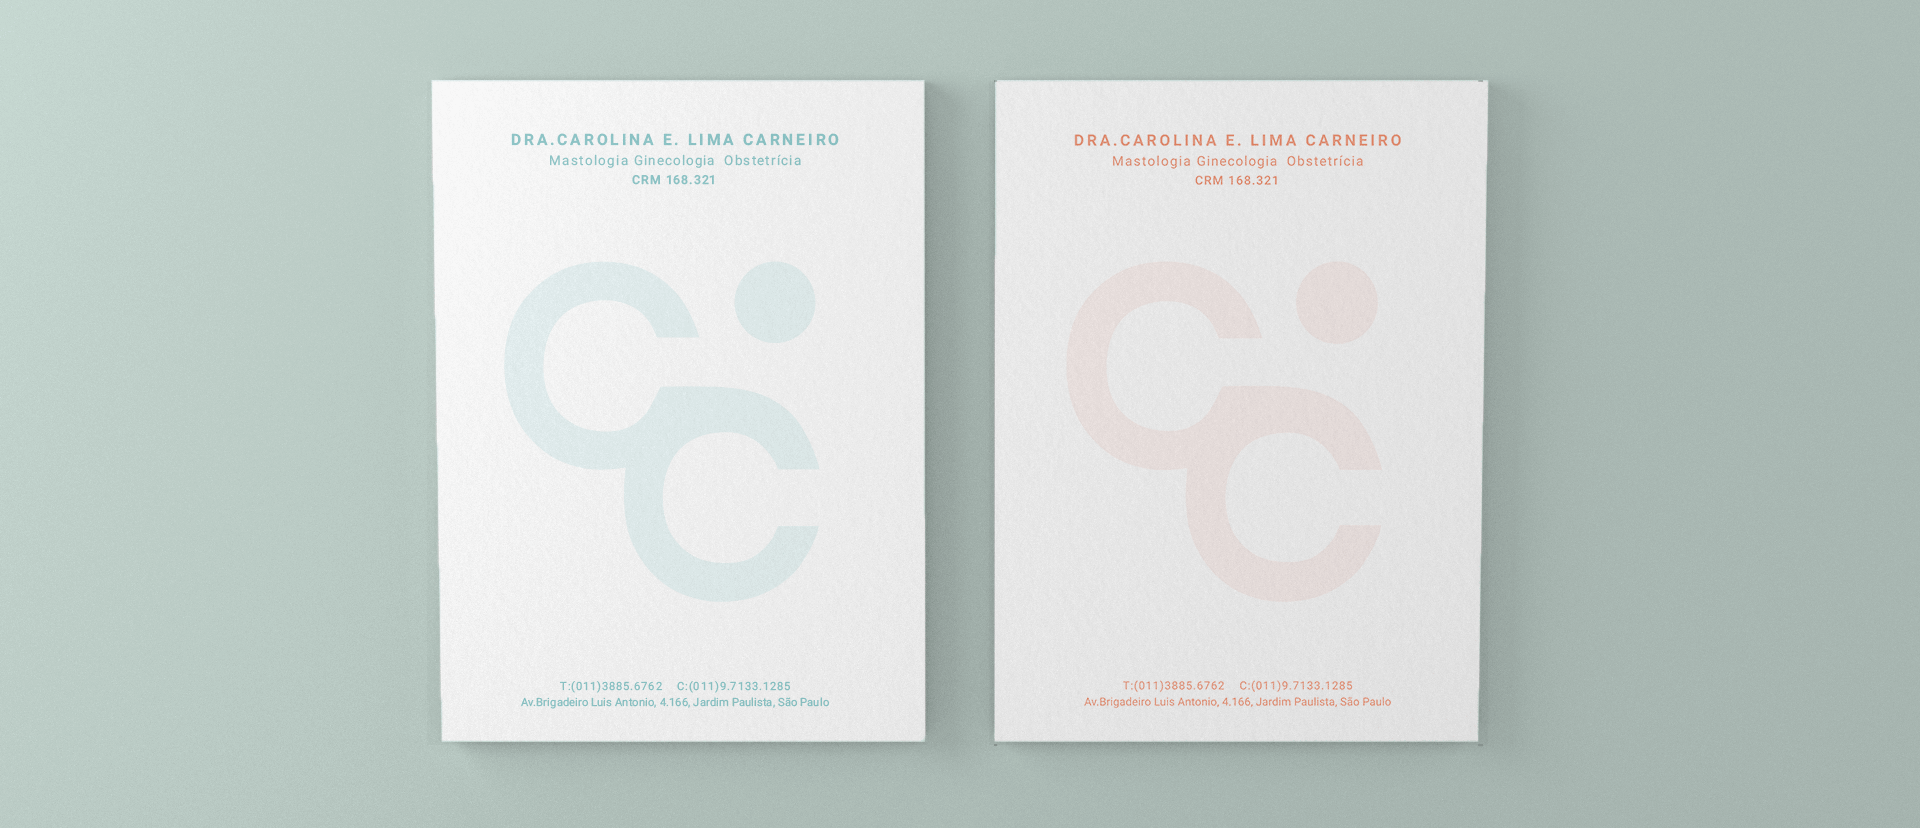 DRA.CAROLINA E. LIMA CARNEIRO
Mastologia Ginecologia Obstetrícia
CRM 168.321
CC
T:(011)3885.6762 C:(011)9.7133.1285
Av.Brigadeiro Luis Antonio, 4.166, Jardim Paulista, São Paulo
DRA.CAROLINA E. LIMA CARNEIRO
Mastologia Ginecologia Obstetrícia
CRM 168.321
CC
T:(011)3885.6762 C:(011)9.7133.1285
Av.Brigadeiro Luis Antonio, 4.166, Jardim Paulista, São Paulo